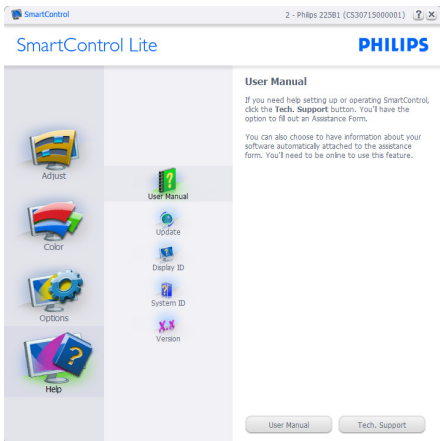 SmartControl
2 - Philips 225B1 (CS30715000001)
SmartControl Lite
PHILIPS
Adjust
Color
Options
Help
User Manual
Update
Display ID
System ID
X.X
Version
User Manual
If you need help setting up or operating SmartControl,
click the Tech. Support button. You'll have the
option to fill out an Assistance Form.
You can also choose to have information about your
software automatically attached to the assistance
form. You'll need to be online to use this feature.
User Manual
Tech. Support